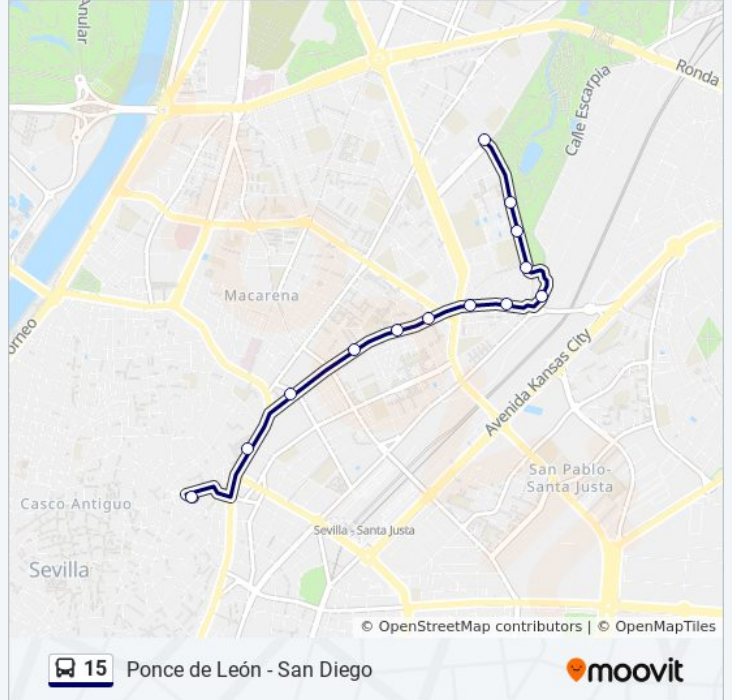 Anular
Ronda
Calle Escarpia
Macarena
orneo
Avenida Kansas City
San Pablo-
Santa Justa
Casco Antiguo
Sevilla - Santa Justa
Sevilla
© OpenStreetMap contributors | © OpenMapTiles
15 Ponce de León - San Diego moovit